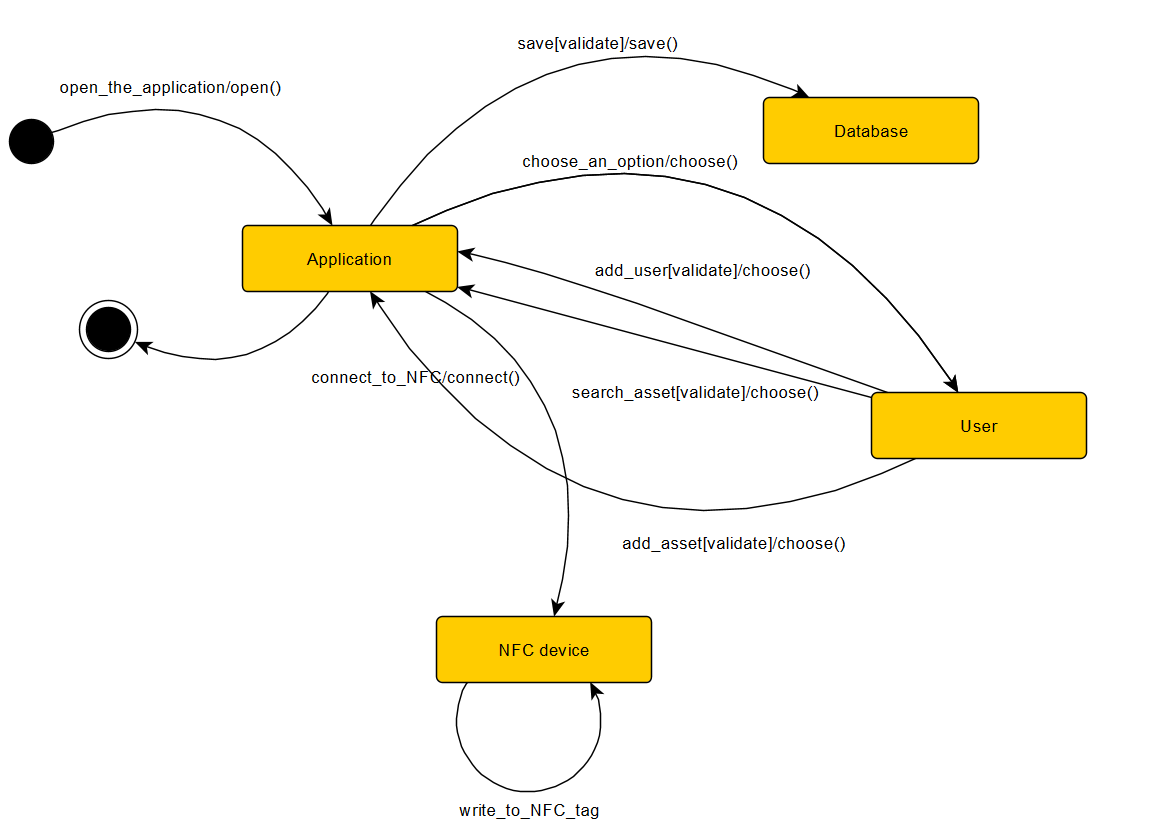 save[validate]/save()
open_the_application/open()
Database
choose_an_option/choose()
Application
add_user[validate]/choose()
connect_to_NFC/connect()
search_asset[validate]/choose()
User
add_asset[validate]/choose()
NFC device
write_to_NFC_tag